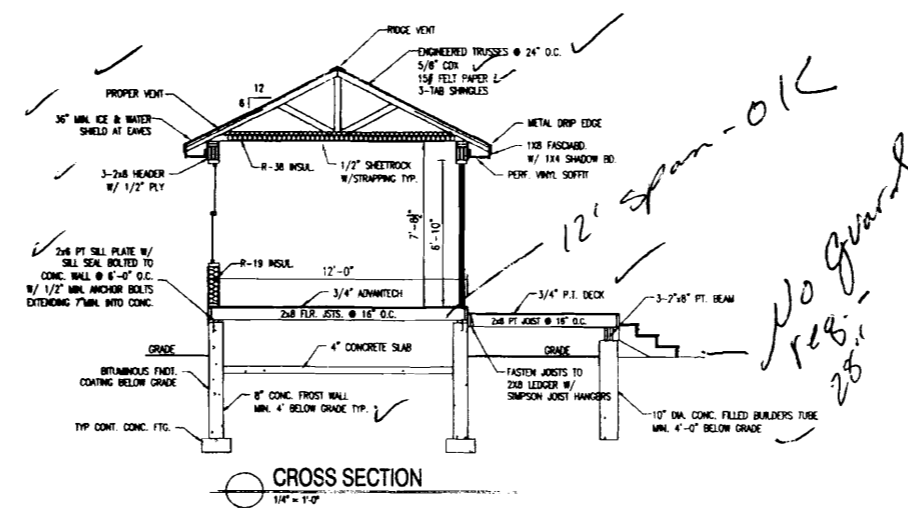 RIDGE VENT
ENGINEERED TRUSSES @ 24" O.C.
5/8" CDX
15# FELT PAPER
3-TAB SHINGLES
12
6
PROPER VENT
36" MIN. ICE & WATER
SHIELD AT EAVES
METAL DRIP EDGE
1X8 FASCIABD.
W/ 1X4 SHADOW BD.
PERF. VINYL SOFFIT
3-2x8 HEADER
W/ 1/2" PLY
R-38 INSUL.
1/2" SHEETROCK
W/STRAPPING TYP.
7'-8½"
6'-10"
12' span-OK
2x6 PT SILL PLATE W/
SILL SEAL BOLTED TO
CONC. WALL @ 6'-0" O.C.
W/ 1/2" MIN. ANCHOR BOLTS
EXTENDING 7"MIN. INTO CONC.
R-19 INSUL.
12'-0"
3/4" ADVANTECH
2x8 FLR. JSTS. @ 16" O.C.
3/4" P.T. DECK
3-2"x8" PT. BEAM
2x8 PT JOIST @ 16" O.C.
No guard
req.-
28"
GRADE
4" CONCRETE SLAB
GRADE
BITUMINOUS FNDT.
COATING BELOW GRADE
FASTEN JOISTS TO
2X8 LEDGER W/
SIMPSON JOIST HANGERS
8" CONC. FROST WALL
MIN. 4' BELOW GRADE TYP.
10" DIA. CONC. FILLED BUILDERS TUBE
MIN. 4'-0" BELOW GRADE
TYP CONT. CONC. FTG.
CROSS SECTION
1/4" = 1'-0"